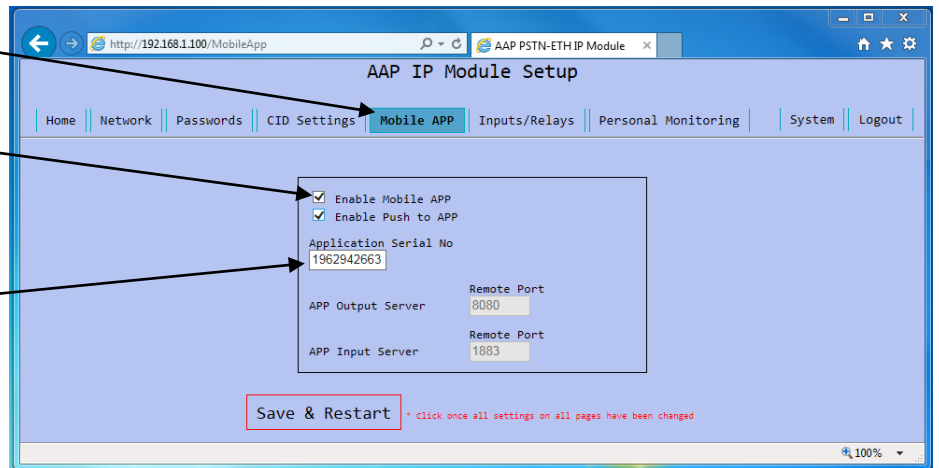 http://192.168.1.100/MobileApp
AAP PSTN-ETH IP Module
AAP IP Module Setup
Home Network Passwords CID Settings Mobile APP Inputs/Relays Personal Monitoring System Logout
Enable Mobile APP
Enable Push to APP
Application Serial No
1962942663
Remote Port
APP Output Server 8080
Remote Port
APP Input Server 1883
Save & Restart * Click once all settings on all pages have been changed
100%